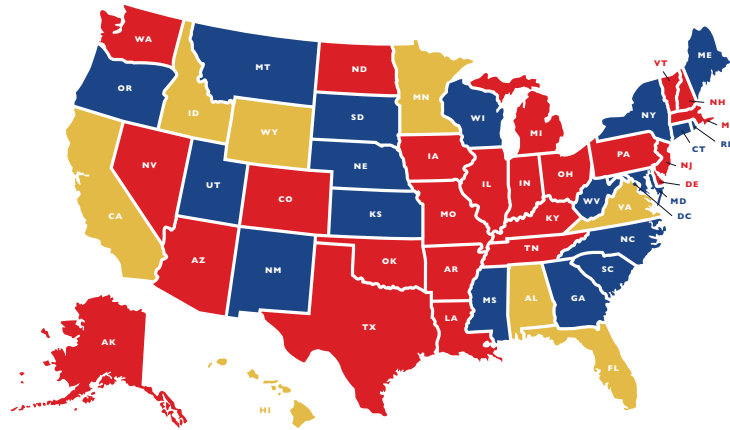 WA
ME
VT
MT
ND
OR
MN
ID
SD
WI
NH
NY
M
WY
MI
CT
RI
IA
PA
NE
NJ
NV
OH
UT
IL
IN
DE
CO
WV
MD
CA
KS
MO
KY
VA
DC
NC
TN
AZ
OK
AR
SC
NM
MS
AL
GA
LA
TX
AK
FL
HI